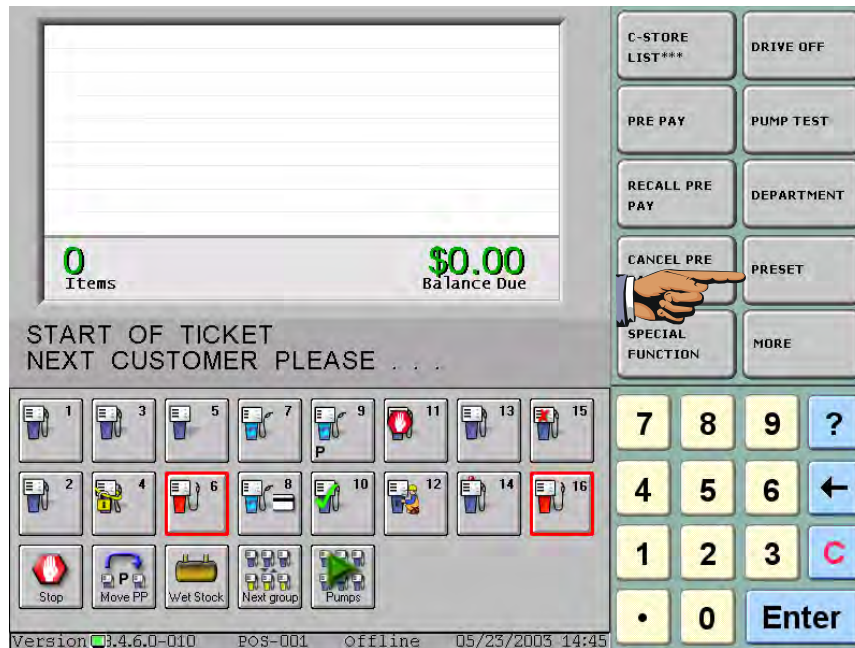 C-STORE
LIST***
DRIVE OFF
PRE PAY
PUMP TEST
RECALL PRE
PAY
DEPARTMENT
CANCEL PRE
PRESET
SPECIAL
FUNCTION
MORE
0
Items
$0.00
Balance Due
START OF TICKET
NEXT CUSTOMER PLEASE . . .
1 3 5 7 9 11 13 15
P
2 4 6 8 10 12 14 16
P
Stop Move PP Wet Stock Next group Pumps
7 8 9 ?
4 5 6 ←
1 2 3 C
• 0 Enter
Version 3.4.6.0-010 POS-001 Offline 05/23/2003 14:45